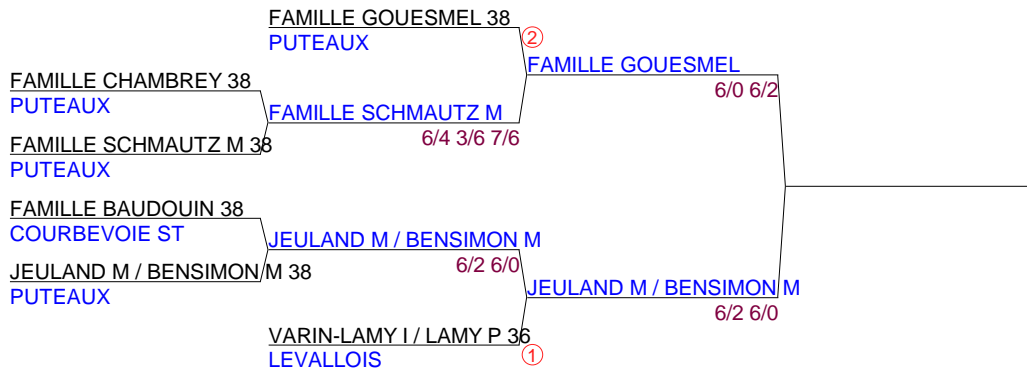 FAMILLE GOUESMEL 38
PUTEAUX
②
FAMILLE GOUESMEL
6/0 6/2
FAMILLE CHAMBREY 38
PUTEAUX
FAMILLE SCHMAUTZ M
6/4 3/6 7/6
FAMILLE SCHMAUTZ M 38
PUTEAUX
FAMILLE BAUDOUIN 38
COURBEVOIE ST
JEULAND M / BENSIMON M
6/2 6/0
JEULAND M / BENSIMON M 38
PUTEAUX
JEULAND M / BENSIMON M
6/2 6/0
VARIN-LAMY I / LAMY P 36
LEVALLOIS
①